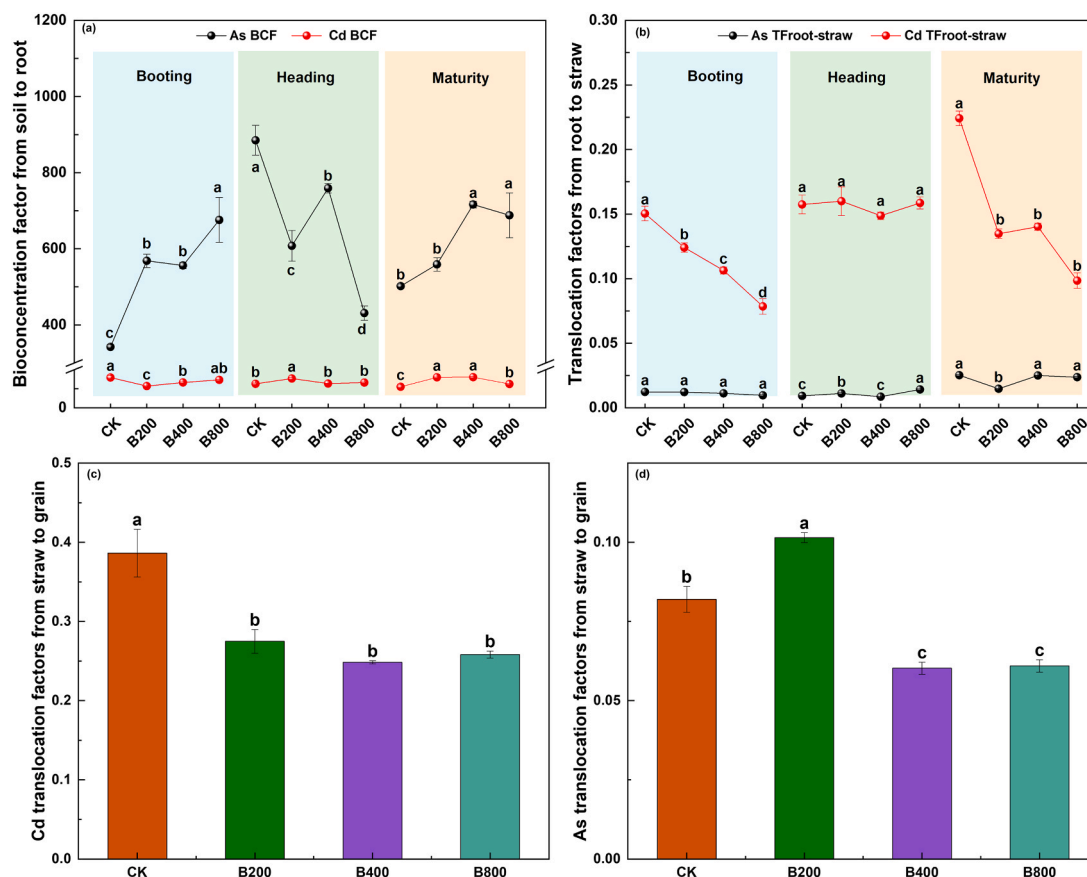 (a)
As BCF Cd BCF
Booting Heading Maturity
Bioconcentration factor from soil to root
1200
1000
800
600
400
0
c b b a
a c b d
b b a a
a c b ab
b a b b
c a a b
CK B200 B400 B800 CK B200 B400 B800 CK B200 B400 B800
(b)
As TFroot-straw Cd TFroot-straw
Booting Heading Maturity
Translocation factors from root to straw
0.30
0.25
0.20
0.15
0.10
0.05
0.00
a b c d
a a a a
a b b b
a a a a
c b c a
a b a a
CK B200 B400 B800 CK B200 B400 B800 CK B200 B400 B800
(c)
Cd translocation factors from straw to grain
0.5
0.4
0.3
0.2
0.1
0.0
a b b b
CK B200 B400 B800
(d)
As translocation factors from straw to grain
0.10
0.05
0.00
b a c c
CK B200 B400 B800